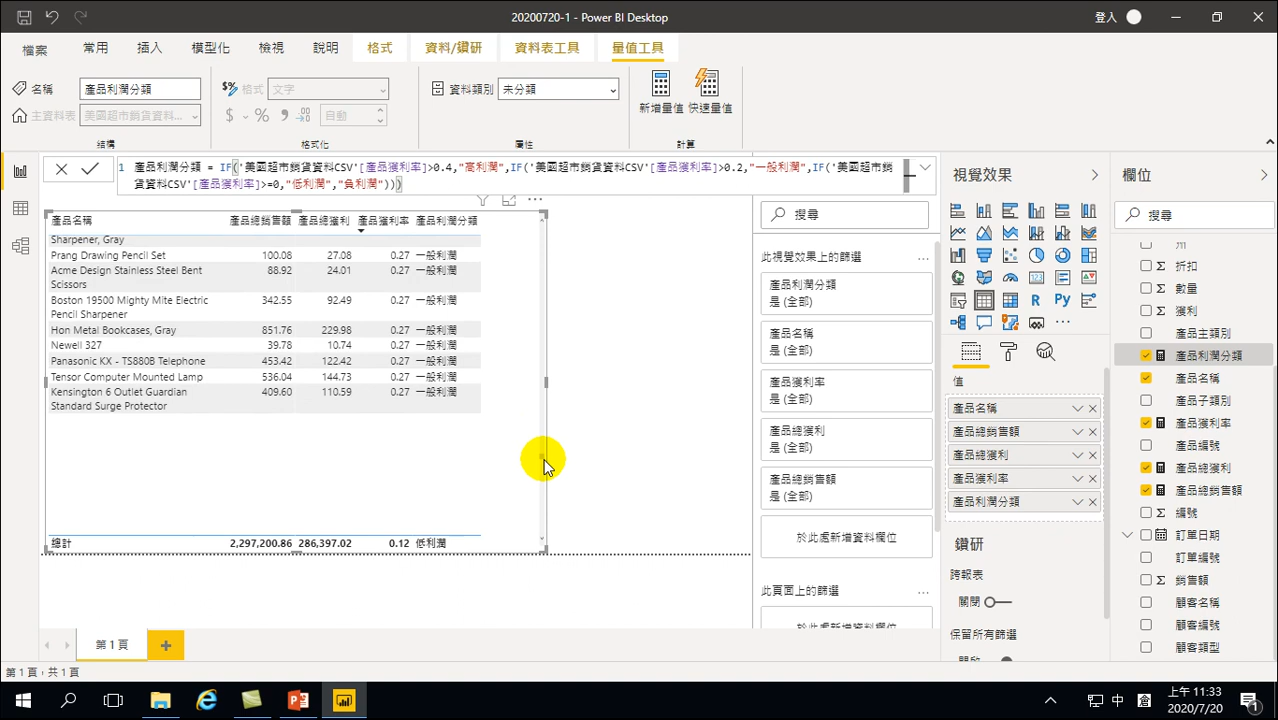 20200720-1 - Power BI Desktop
登入
檔案 常用 插入 模型化 檢視 說明 格式 資料/鑽研 資料表工具 量值工具
名稱 產品利潤分類
主選資料表 美國超市銷貨資料...
$% 格式 文字
$ % 自動
資料類別 未分類
新增量值 快速量值
結構 格式化 屬性 計算
1 產品利潤分類 = IF('美國超市銷貨資料CSV'[產品獲利率]>0.4,"高利潤",IF('美國超市銷貨資料CSV'[產品獲利率]>0.2,"一般利潤",IF('美國超市銷
貨資料CSV'[產品獲利率]>=0,"低利潤","負利潤")))
產品名稱 產品總銷售額 產品總獲利 產品獲利率 產品利潤分類
Sharpener, Gray
Prang Drawing Pencil Set 100.08 27.08 0.27 一般利潤
Acme Design Stainless Steel Bent 88.92 24.01 0.27 一般利潤
Scissors
Boston 19500 Mighty Mite Electric 342.55 92.49 0.27 一般利潤
Pencil Sharpener
Hon Metal Bookcases, Gray 851.76 229.98 0.27 一般利潤
Newell 327 39.78 10.74 0.27 一般利潤
Panasonic KX - TS880B Telephone 453.42 122.42 0.27 一般利潤
Tensor Computer Mounted Lamp 536.04 144.73 0.27 一般利潤
Kensington 6 Outlet Guardian 409.60 110.59 0.27 一般利潤
Standard Surge Protector
總計 2,297,200.86 286,397.02 0.12 低利潤
搜尋
此視覺效果上的篩選 ...
產品利潤分類
是 (全部)
產品名稱
是 (全部)
產品獲利率
是 (全部)
產品總獲利
是 (全部)
產品總銷售額
是 (全部)
於此處新增資料欄位
此頁面上的篩選 ...
於此處新增資料欄位
視覺效果
R Py
...
值
產品名稱
產品總銷售額
產品總獲利
產品獲利率
產品利潤分類
鑽研
跨報表
關閉
保留所有篩選
開啟
欄位
搜尋
州
Σ 折扣
Σ 數量
Σ 獲利
產品主類別
產品利潤分類
產品名稱
產品子類別
產品獲利率
產品編號
產品總獲利
產品總銷售額
Σ 編號
訂單日期
訂單編號
Σ 銷售額
顧客名稱
顧客編號
顧客類型
第 1 頁
第 1 頁，共 1 頁
中 倉
上午 11:33
2020/7/20
1